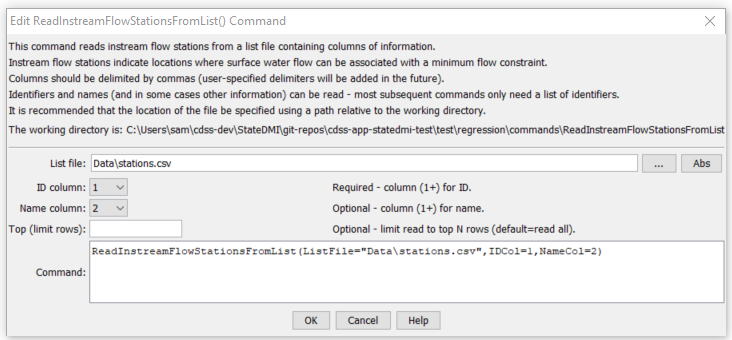 Edit ReadInstreamFlowStationsFromList() Command
This command reads instream flow stations from a list file containing columns of information.
Instream flow stations indicate locations where surface water flow can be associated with a minimum flow constraint.
Columns should be delimited by commas (user-specified delimiters will be added in the future).
Identifiers and names (and in some cases other information) can be read - most subsequent commands only need a list of identifiers.
It is recommended that the location of the file be specified using a path relative to the working directory.
The working directory is: C:\Users\sam\cdss-dev\StateDMI\git-repos\cdss-app-statedmi-test\test\regression\commands\ReadInstreamFlowStationsFromList
List file: Data\stations.csv ... Abs
ID column: 1 Required - column (1+) for ID.
Name column: 2 Optional - column (1+) for name.
Top (limit rows): Optional - limit read to top N rows (default=read all).
ReadInstreamFlowStationsFromList(ListFile="Data\stations.csv",IDCol=1,NameCol=2)
Command:
OK Cancel Help